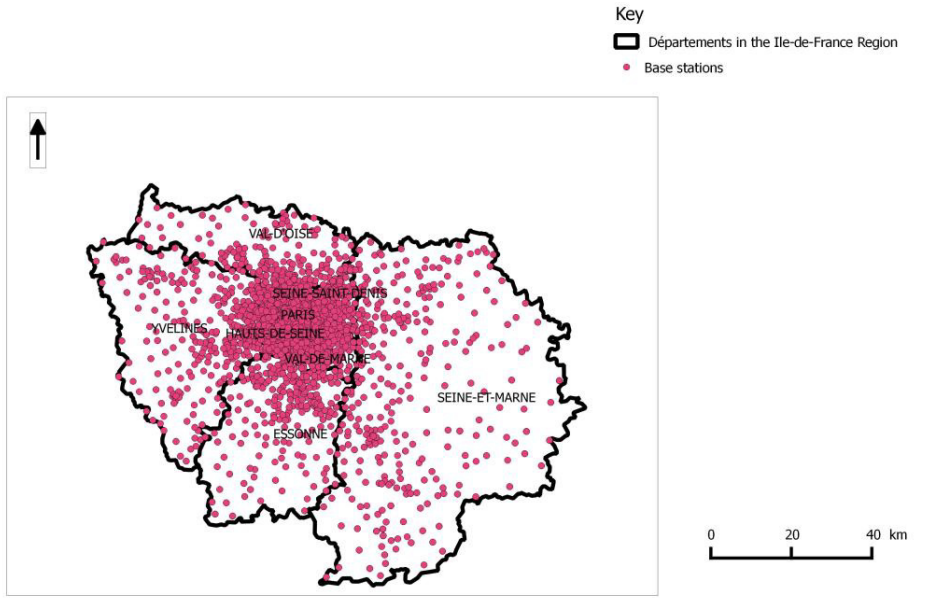 Key
Départements in the Ile-de-France Region
Base stations
VAL-D'OISE
SEINE-SAINT-DENIS
PARIS
YVELINES
HAUTS-DE-SEINE
VAL-DE-MARNE
SEINE-ET-MARNE
ESSONNE
0 20 40 km